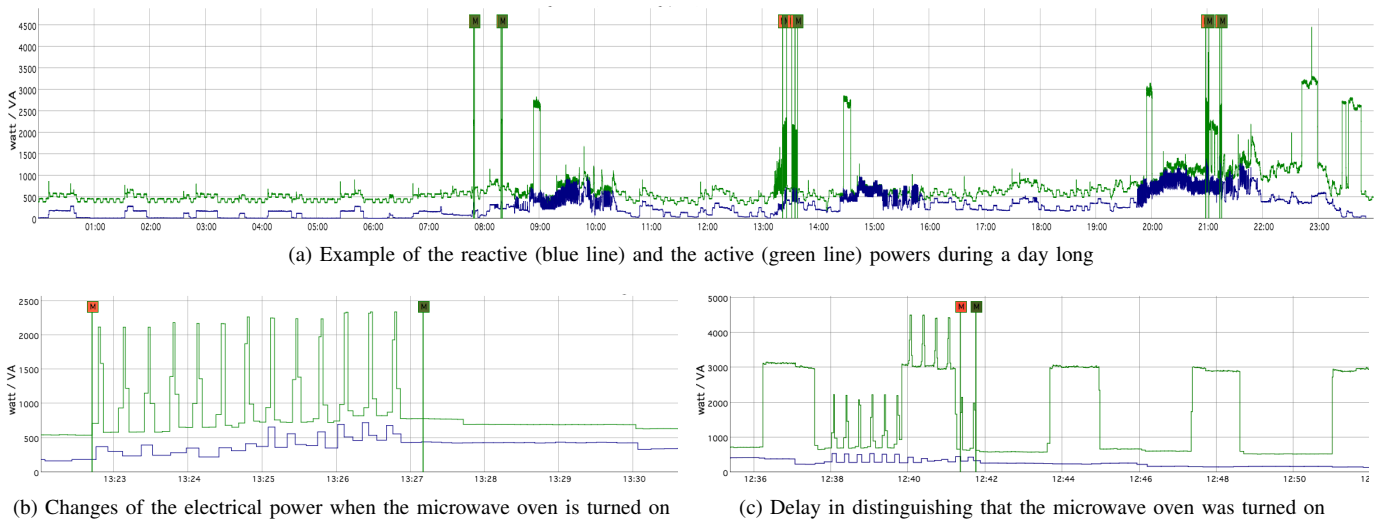 M M M M M M
4500
4000
3500
3000
2500
2000
1500
1000
500
0
watt / VA
01:00 02:00 03:00 04:00 05:00 06:00 07:00 08:00 09:00 10:00 11:00 12:00 13:00 14:00 15:00 16:00 17:00 18:00 19:00 20:00 21:00 22:00 23:00
(a) Example of the reactive (blue line) and the active (green line) powers during a day long
2500
2000
1500
1000
500
0
watt / VA
M M
13:23 13:24 13:25 13:26 13:27 13:28 13:29 13:30
(b) Changes of the electrical power when the microwave oven is turned on
5000
4000
3000
2000
1000
0
watt / VA
M M
12:36 12:38 12:40 12:42 12:44 12:46 12:48 12:50
(c) Delay in distinguishing that the microwave oven was turned on